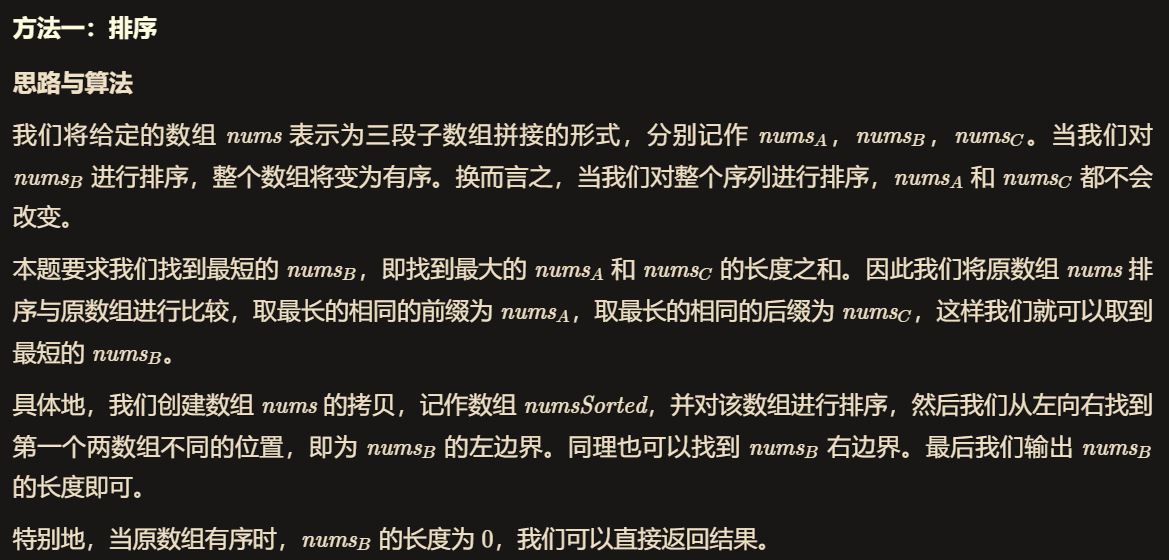 方法一：排序
思路与算法
我们将给定的数组 nums 表示为三段子数组拼接的形式，分别记作 nums_A，nums_B，nums_C。当我们对
nums_B 进行排序，整个数组将变为有序。换而言之，当我们对整个序列进行排序，nums_A 和 nums_C 都不会
改变。
本题要求我们找到最短的 nums_B，即找到最大的 nums_A 和 nums_C 的长度之和。因此我们将原数组 nums 排
序与原数组进行比较，取最长的相同的前缀为 nums_A，取最长的相同的后缀为 nums_C，这样我们就可以取到
最短的 nums_B。
具体地，我们创建数组 nums 的拷贝，记作数组 numsSorted，并对该数组进行排序，然后我们从左向右找到
第一个两数组不同的位置，即为 nums_B 的左边界。同理也可以找到 nums_B 右边界。最后我们输出 nums_B
的长度即可。
特别地，当原数组有序时，nums_B 的长度为 0，我们可以直接返回结果。